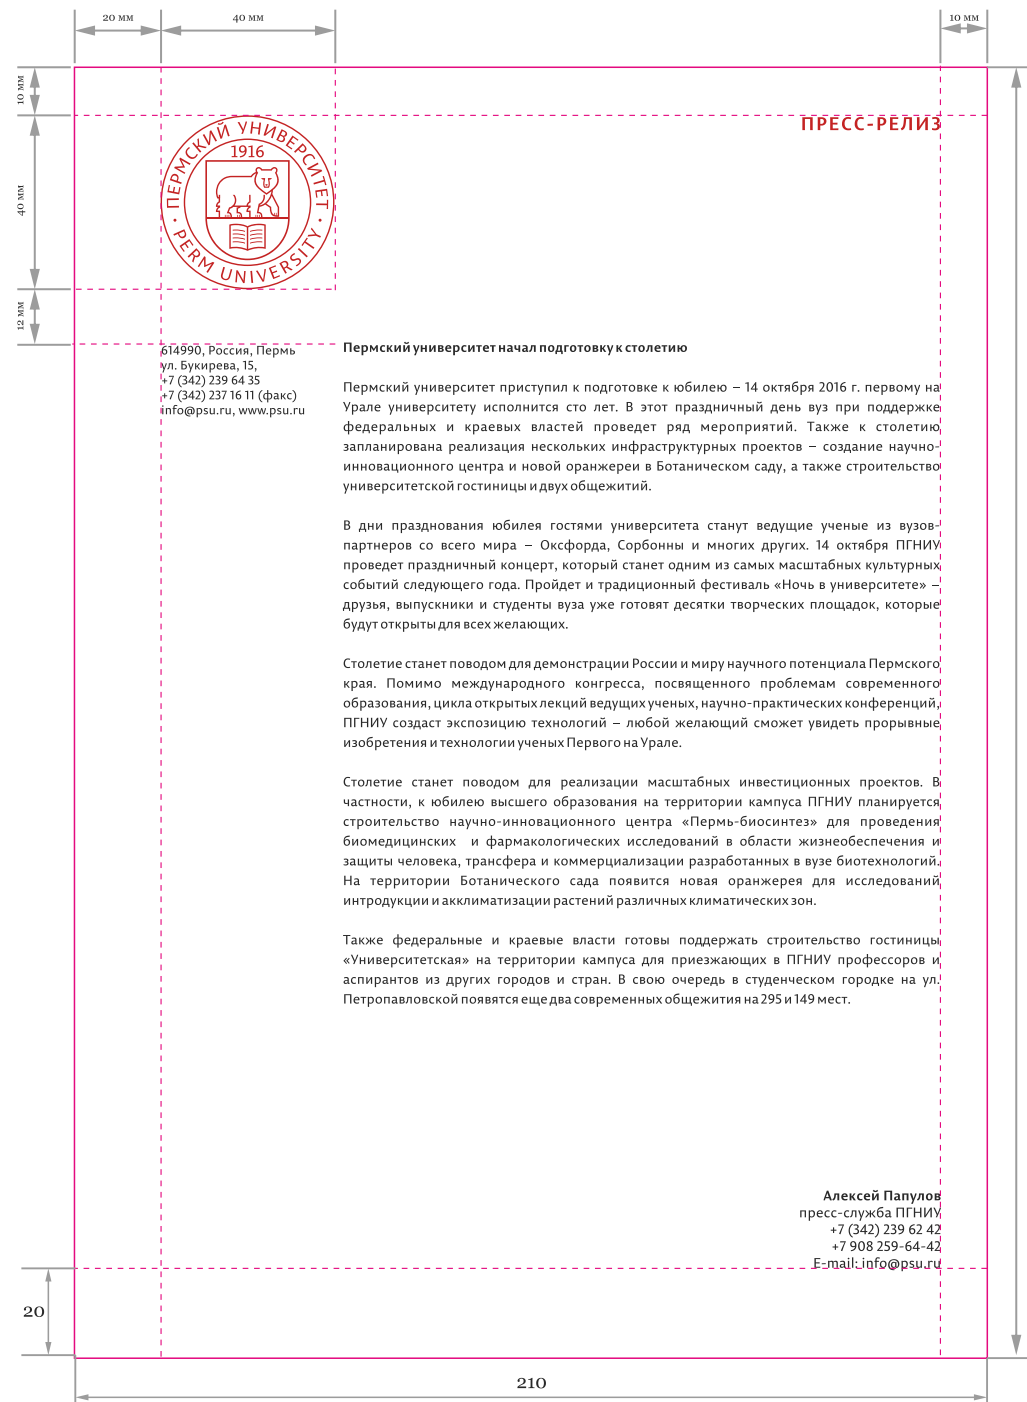 20 мм
40 мм
10 мм
10 мм
40 мм
12 мм
ПРЕСС-РЕЛИЗ
ПЕРМСКИЙ УНИВЕРСИТЕТ
1916
PERM UNIVERSITY
614990, Россия, Пермь
ул. Букирева, 15,
+7 (342) 239 64 35
+7 (342) 237 16 11 (факс)
info@psu.ru, www.psu.ru
Пермский университет начал подготовку к столетию
Пермский университет приступил к подготовке к юбилею – 14 октября 2016 г. первому на
Урале университету исполнится сто лет. В этот праздничный день вуз при поддержке
федеральных и краевых властей проведет ряд мероприятий. Также к столетию
запланирована реализация нескольких инфраструктурных проектов – создание научно-
инновационного центра и новой оранжереи в Ботаническом саду, а также строительство
университетской гостиницы и двух общежитий.
В дни празднования юбилея гостями университета станут ведущие ученые из вузов-
партнеров со всего мира – Оксфорда, Сорбонны и многих других. 14 октября ПГНИУ
проведет праздничный концерт, который станет одним из самых масштабных культурных
событий следующего года. Пройдет и традиционный фестиваль «Ночь в университете» –
друзья, выпускники и студенты вуза уже готовят десятки творческих площадок, которые
будут открыты для всех желающих.
Столетие станет поводом для демонстрации России и миру научного потенциала Пермского
края. Помимо международного конгресса, посвященного проблемам современного
образования, цикла открытых лекций ведущих ученых, научно-практических конференций,
ПГНИУ создаст экспозицию технологий – любой желающий сможет увидеть прорывные
изобретения и технологии ученых Первого на Урале.
Столетие станет поводом для реализации масштабных инвестиционных проектов. В
частности, к юбилею высшего образования на территории кампуса ПГНИУ планируется
строительство научно-инновационного центра «Пермь-биосинтез» для проведения
биомедицинских и фармакологических исследований в области жизнеобеспечения и
защиты человека, трансфера и коммерциализации разработанных в вузе биотехнологий.
На территории Ботанического сада появится новая оранжерея для исследований
интродукции и акклиматизации растений различных климатических зон.
Также федеральные и краевые власти готовы поддержать строительство гостиницы
«Университетская» на территории кампуса для приезжающих в ПГНИУ профессоров и
аспирантов из других городов и стран. В свою очередь в студенческом городке на ул.
Петропавловской появятся еще два современных общежития на 295 и 149 мест.
Алексей Папулов
пресс-служба ПГНИУ
+7 (342) 239 62 42
+7 908 259-64-42
E-mail: info@psu.ru
20
210